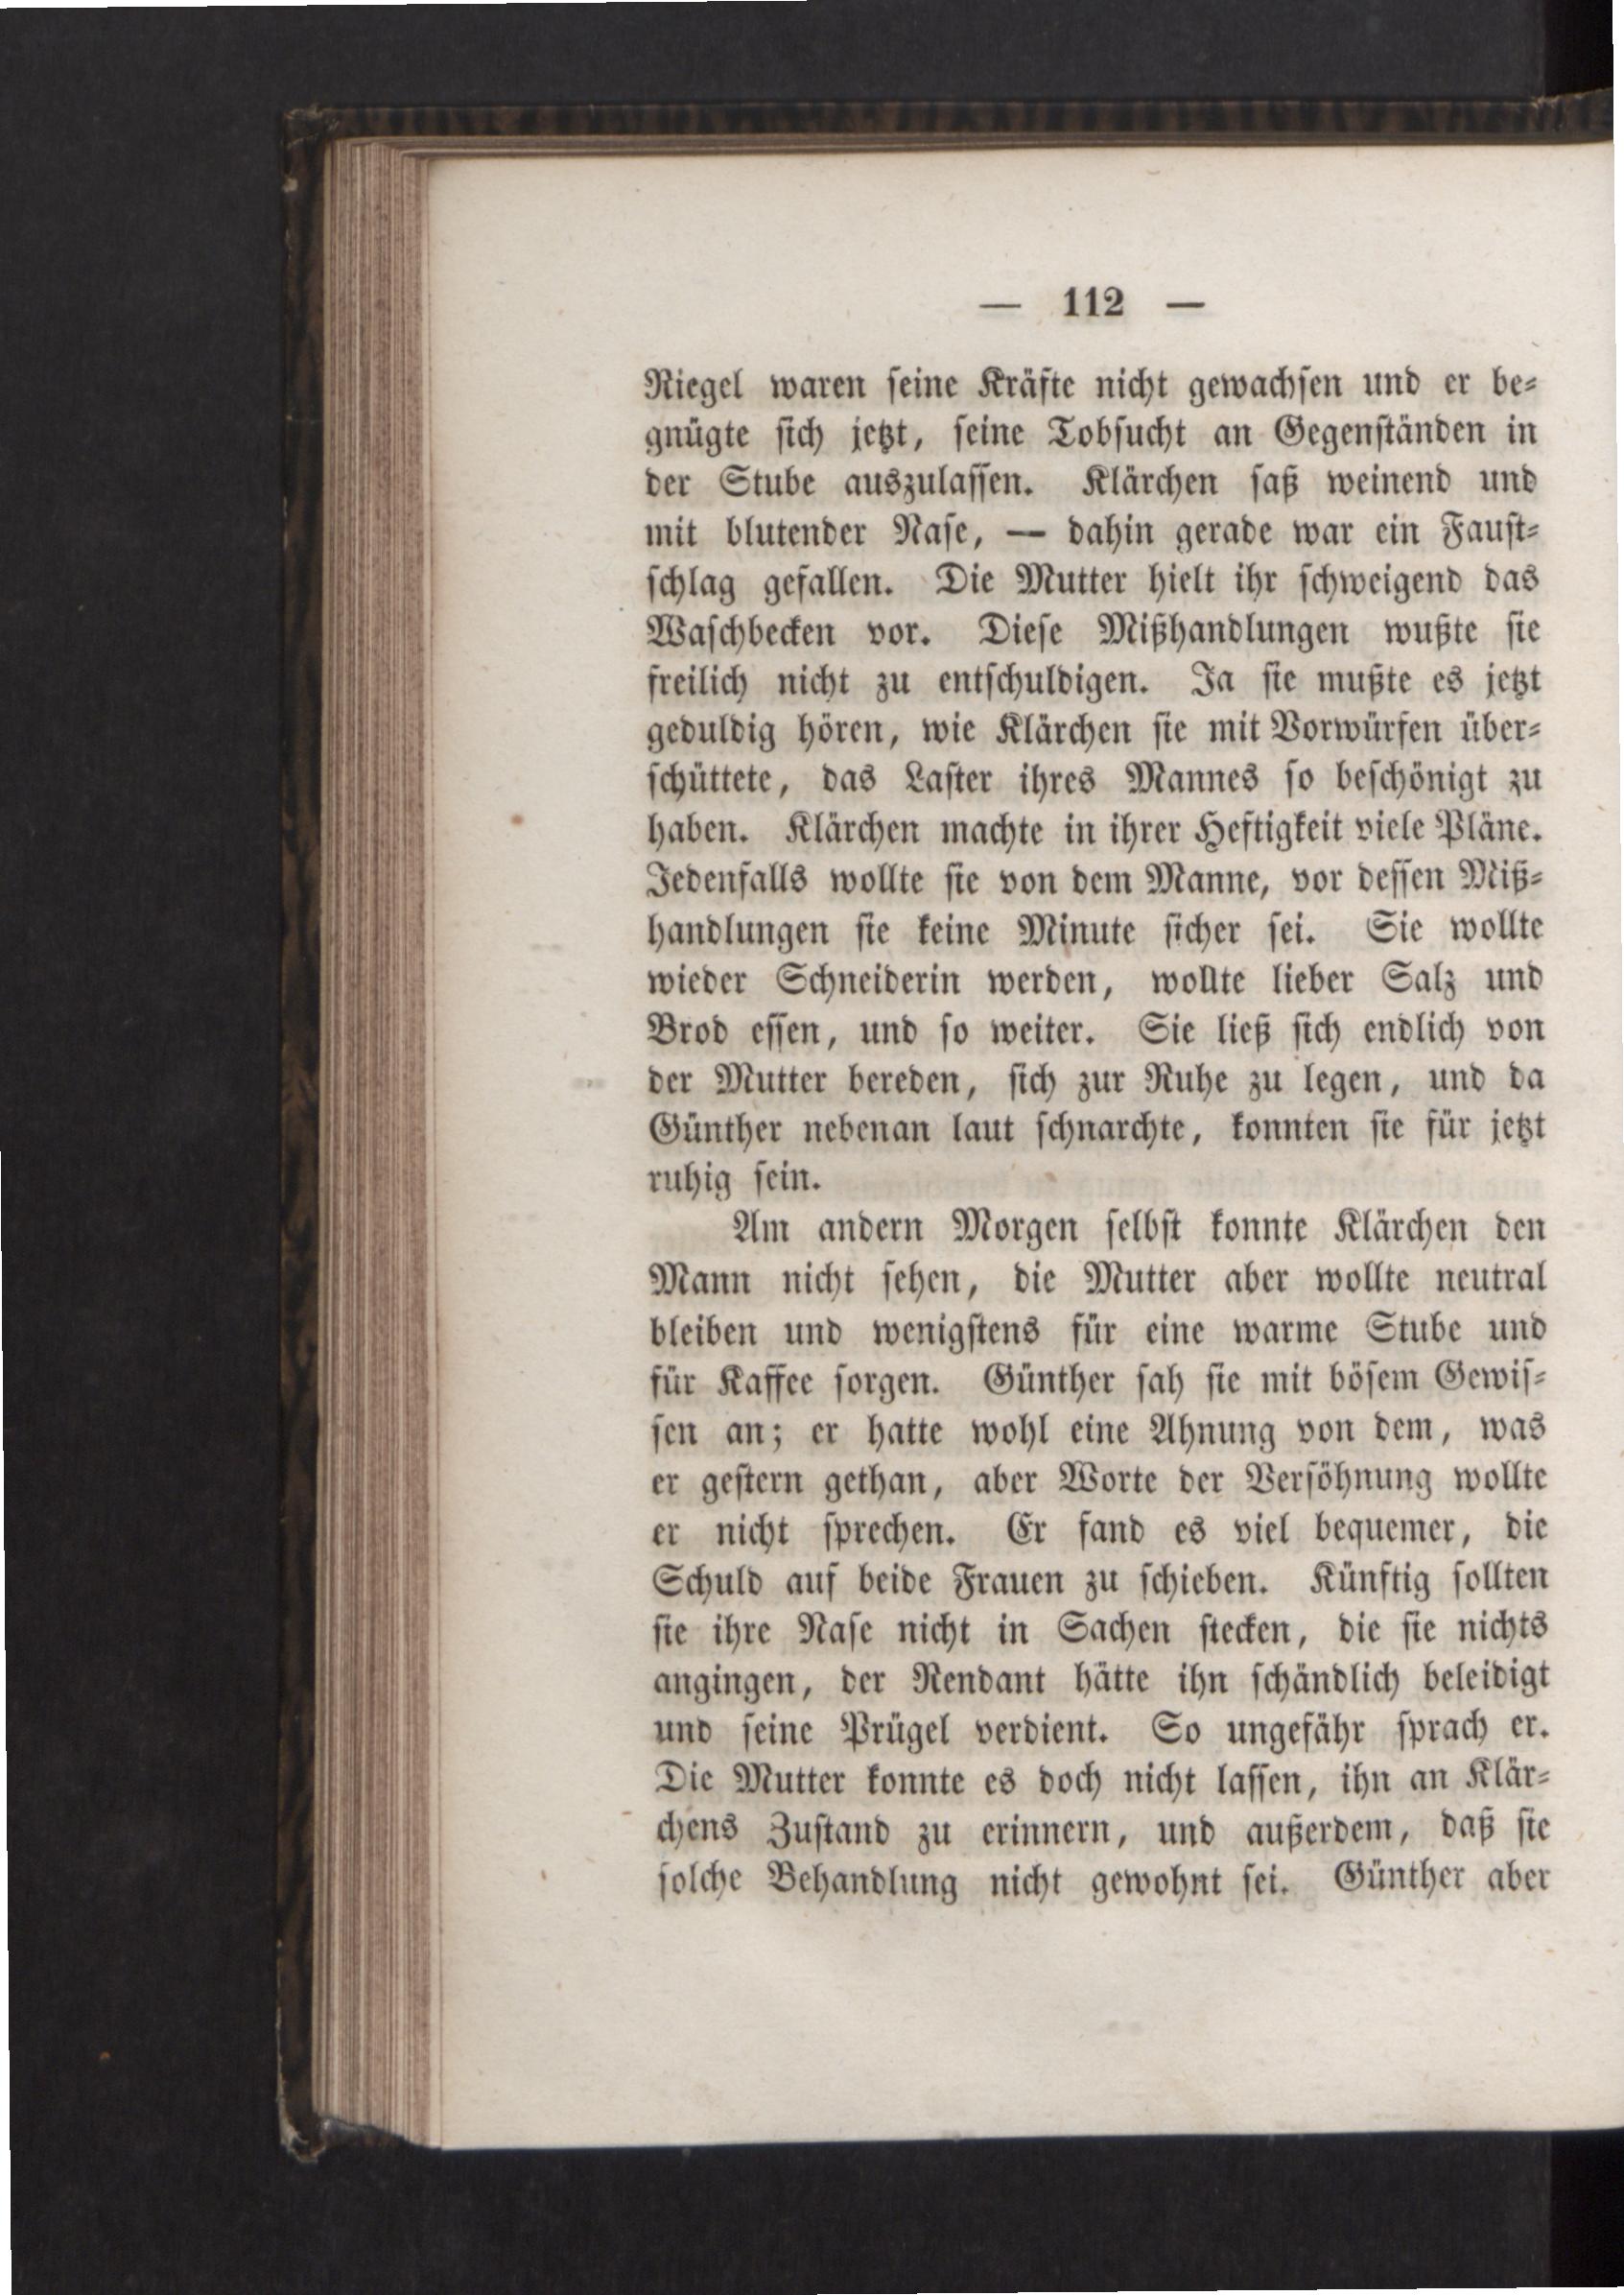 — 112 —
Riegel waren ſeine Kräfte nicht gewachſen und er be⸗
gnügte ſich jetzt, ſeine Tobſucht an Gegenſtänden in
der Stube auszulaſſen. Klärchen ſaß weinend und
mit blutender Naſe, — dahin gerade war ein Fauſt⸗
ſchlag gefallen. Die Mutter hielt ihr ſchweigend das
Waſchbecken vor. Dieſe Mißhandlungen wußte ſie
freilich nicht zu entſchuldigen. Ja ſie mußte es jetzt
geduldig hören, wie Klärchen ſie mit Vorwürfen über⸗
ſchüttete, das Laſter ihres Mannes ſo beſchönigt zu
haben. Klärchen machte in ihrer Heftigkeit viele Pläne.
Jedenfalls wollte ſie von dem Manne, vor deſſen Miß⸗
handlungen ſie keine Minute ſicher ſei. Sie wollte
wieder Schneiderin werden, wollte lieber Salz und
Brod eſſen, und ſo weiter. Sie ließ ſich endlich von
der Mutter bereden, ſich zur Ruhe zu legen, und da
Günther nebenan laut ſchnarchte, konnten ſie für jetzt
ruhig ſein.
Am andern Morgen ſelbſt konnte Klärchen den
Mann nicht ſehen, die Mutter aber wollte neutral
bleiben und wenigſtens für eine warme Stube und
für Kaffee ſorgen. Günther ſah ſie mit böſem Gewiſ⸗
ſen an; er hatte wohl eine Ahnung von dem, was
er geſtern gethan, aber Worte der Verſöhnung wollte
er nicht ſprechen. Er fand es viel bequemer, die
Schuld auf beide Frauen zu ſchieben. Künftig ſollten
ſie ihre Naſe nicht in Sachen ſtecken, die ſie nichts
angingen, der Rendant hätte ihn ſchändlich beleidigt
und ſeine Prügel verdient. So ungefähr ſprach er.
Die Mutter konnte es doch nicht laſſen, ihn an Klär⸗
chens Zuſtand zu erinnern, und außerdem, daß ſie
ſolche Behandlung nicht gewohnt ſei. Günther aber